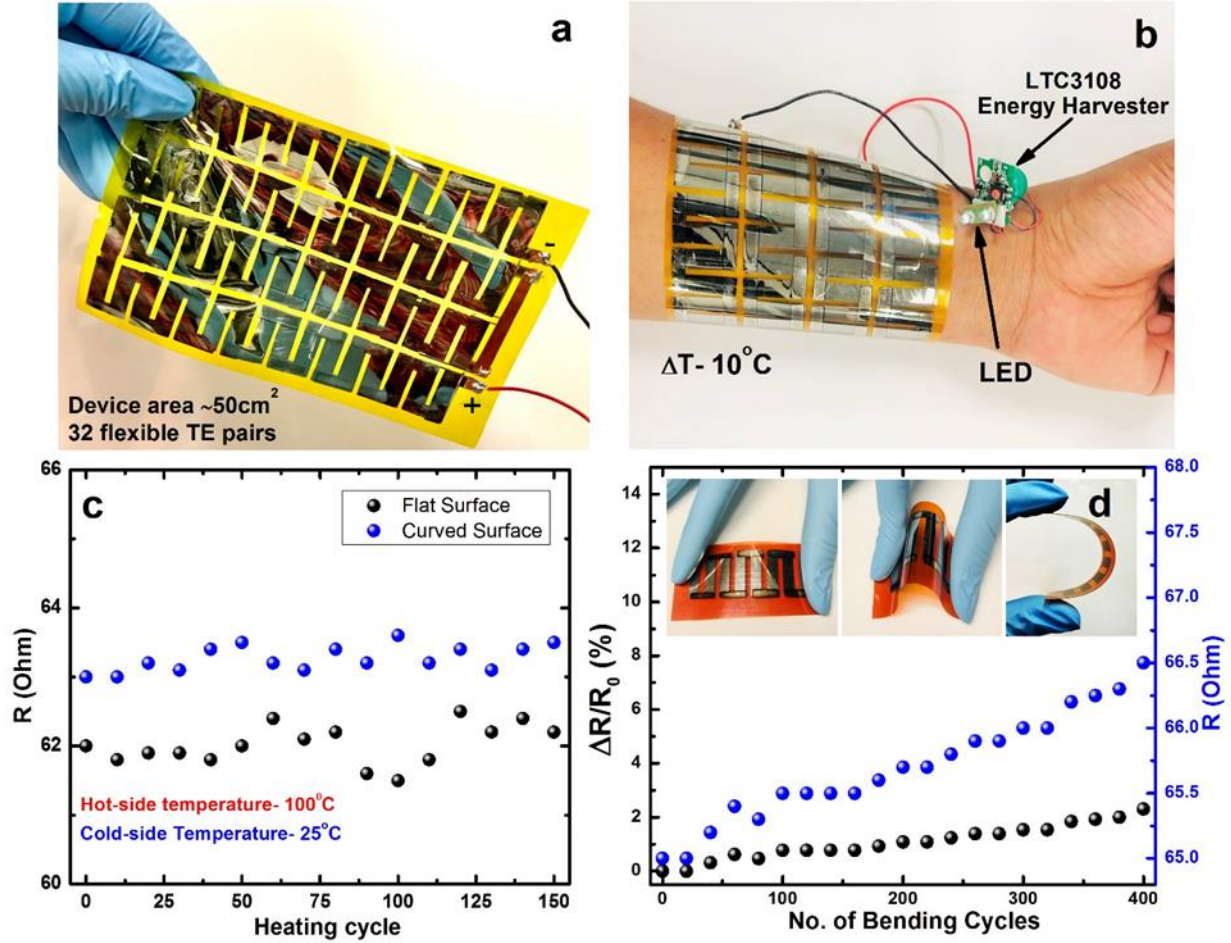 a
-
+
Device area ~50cm²
32 flexible TE pairs
b
LTC3108
Energy Harvester
ΔT- 10°C
LED
c
66
64
62
60
R (Ohm)
Flat Surface
Curved Surface
Hot-side temperature- 100°C
Cold-side Temperature- 25°C
0 25 50 75 100 125 150
Heating cycle
d
14
12
10
8
6
4
2
0
ΔR/R₀ (%)
68.0
67.5
67.0
66.5
66.0
65.5
65.0
R (Ohm)
0 100 200 300 400
No. of Bending Cycles